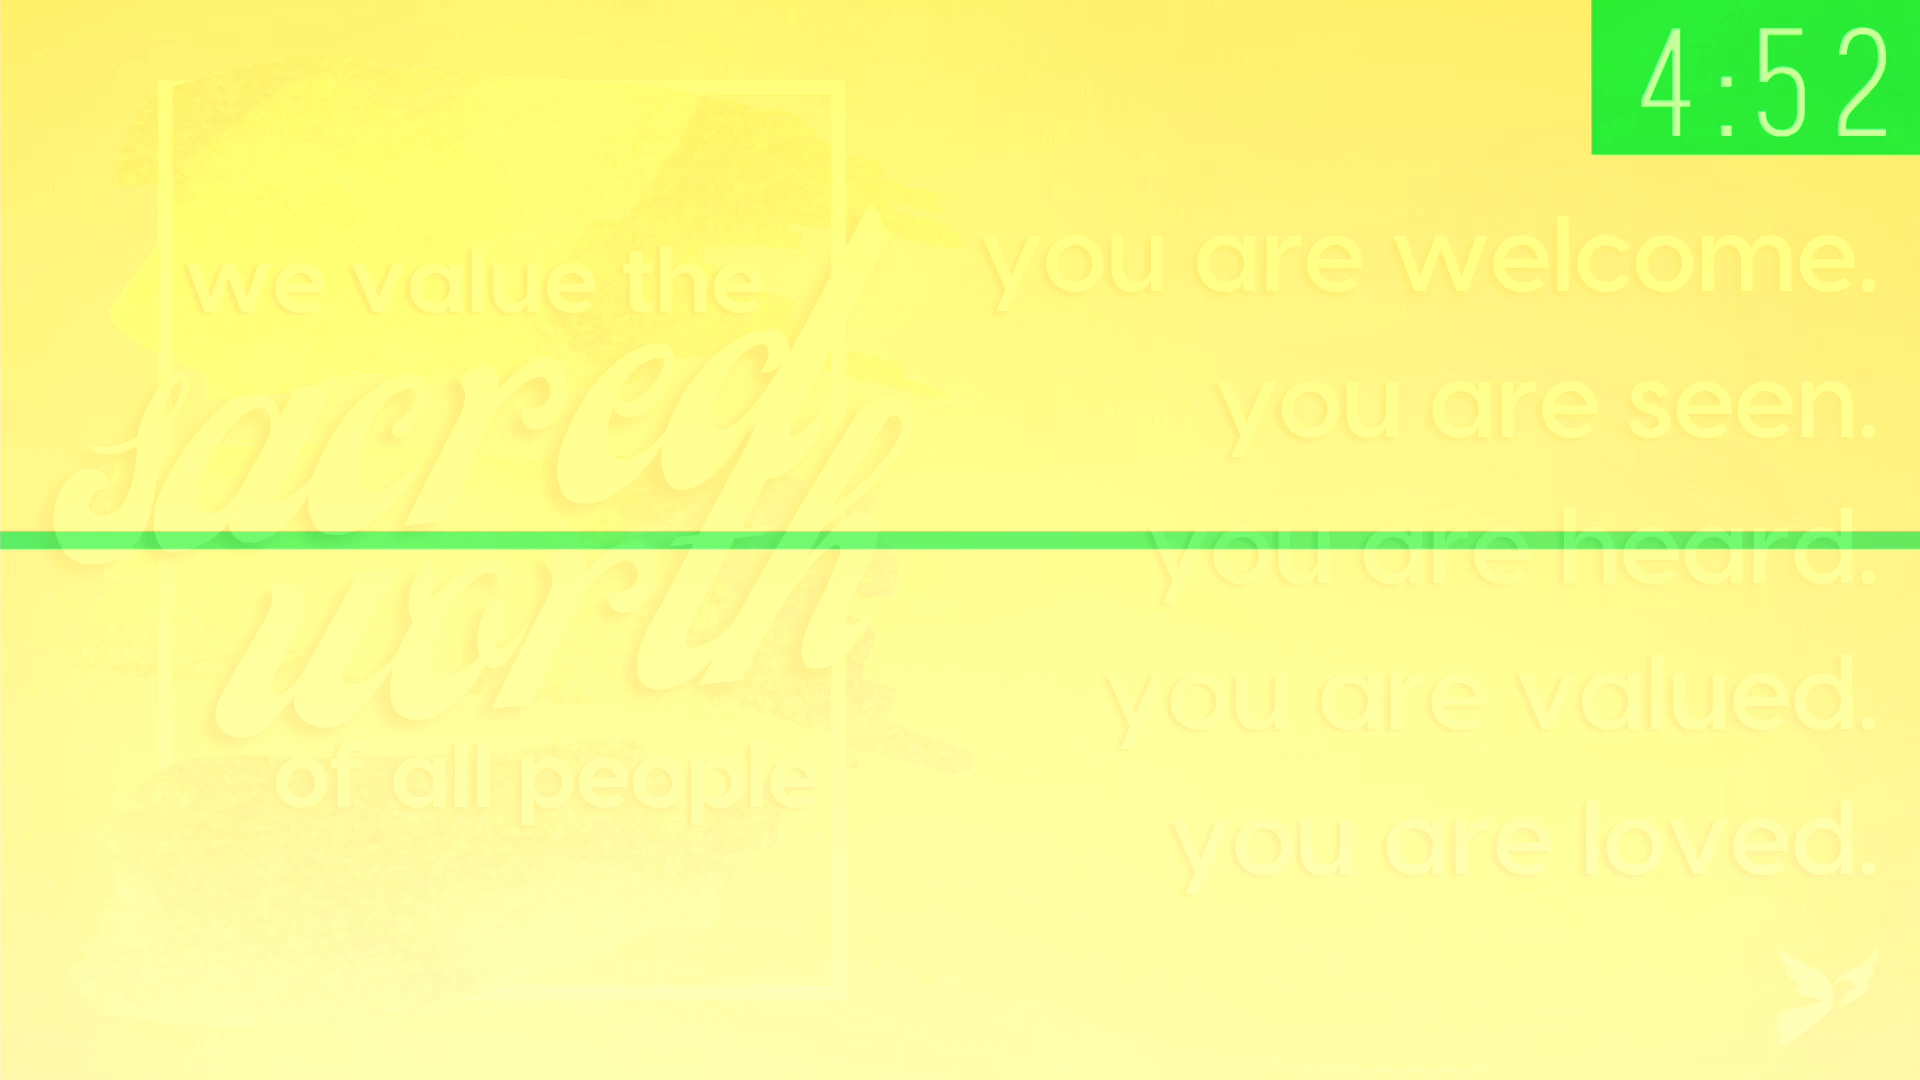 4:52
we value the
sacred
worth
of all people
you are welcome.
you are seen.
you are heard.
you are valued.
you are loved.